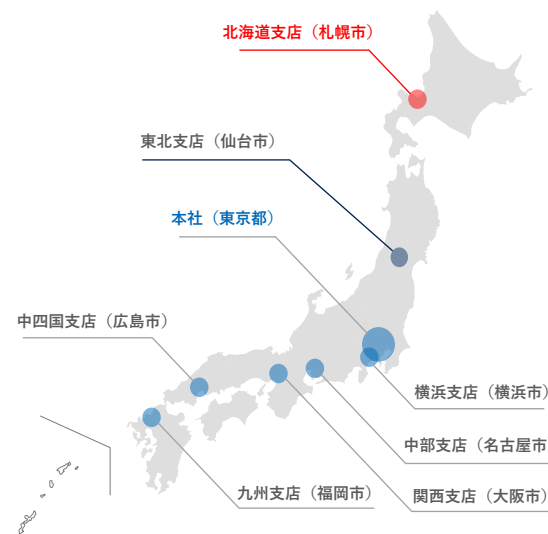 北海道支店（札幌市）
東北支店（仙台市）
本社（東京都）
中四国支店（広島市）
横浜支店（横浜市）
中部支店（名古屋市
九州支店（福岡市）
関西支店（大阪市）